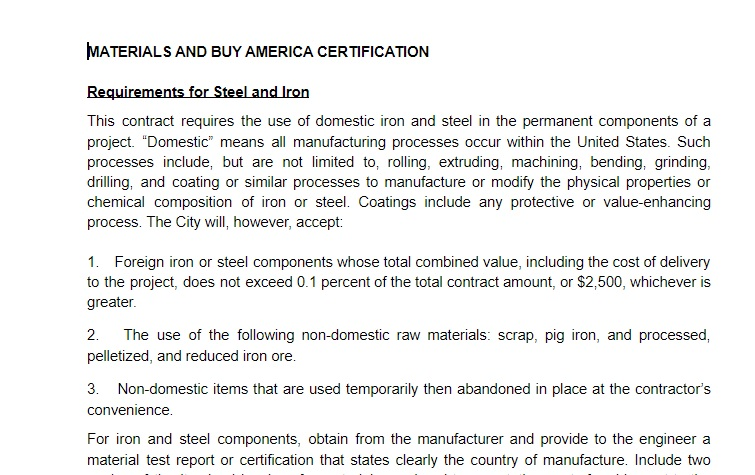 MATERIALS AND BUY AMERICA CERTIFICATION
Requirements for Steel and Iron
This contract requires the use of domestic iron and steel in the permanent components of a
project. “Domestic” means all manufacturing processes occur within the United States. Such
processes include, but are not limited to, rolling, extruding, machining, bending, grinding,
drilling, and coating or similar processes to manufacture or modify the physical properties or
chemical composition of iron or steel. Coatings include any protective or value-enhancing
process. The City will, however, accept:
1. Foreign iron or steel components whose total combined value, including the cost of delivery
to the project, does not exceed 0.1 percent of the total contract amount, or $2,500, whichever is
greater.
2. The use of the following non-domestic raw materials: scrap, pig iron, and processed,
pelletized, and reduced iron ore.
3. Non-domestic items that are used temporarily then abandoned in place at the contractor’s
convenience.
For iron and steel components, obtain from the manufacturer and provide to the engineer a
material test report or certification that states clearly the country of manufacture. Include two